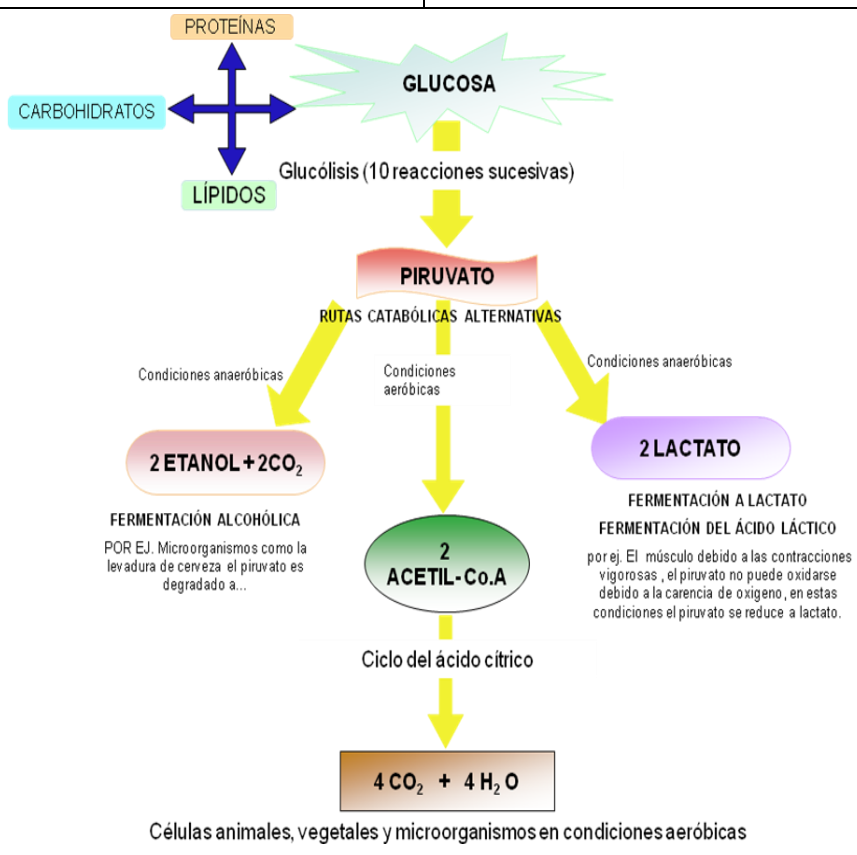 PROTEÍNAS
GLUCOSA
CARBOHIDRATOS
LÍPIDOS
Glucólisis (10 reacciones sucesivas)
PIRUVATO
RUTAS CATABÓLICAS ALTERNATIVAS
Condiciones anaeróbicas
Condiciones
aeróbicas
Condiciones anaeróbicas
2 ETANOL + 2CO₂
2 LACTATO
FERMENTACIÓN ALCOHÓLICA
POR EJ. Microorganismos como la
levadura de cerveza el piruvato es
degradado a...
FERMENTACIÓN A LACTATO
FERMENTACIÓN DEL ÁCIDO LÁCTICO
por ej. El músculo debido a las contracciones
vigorosas , el piruvato no puede oxidarse
debido a la carencia de oxigeno, en estas
condiciones el piruvato se reduce a lactato.
2
ACETIL-Co.A
Ciclo del ácido cítrico
4 CO₂ + 4 H₂ O
Células animales, vegetales y microorganismos en condiciones aeróbicas